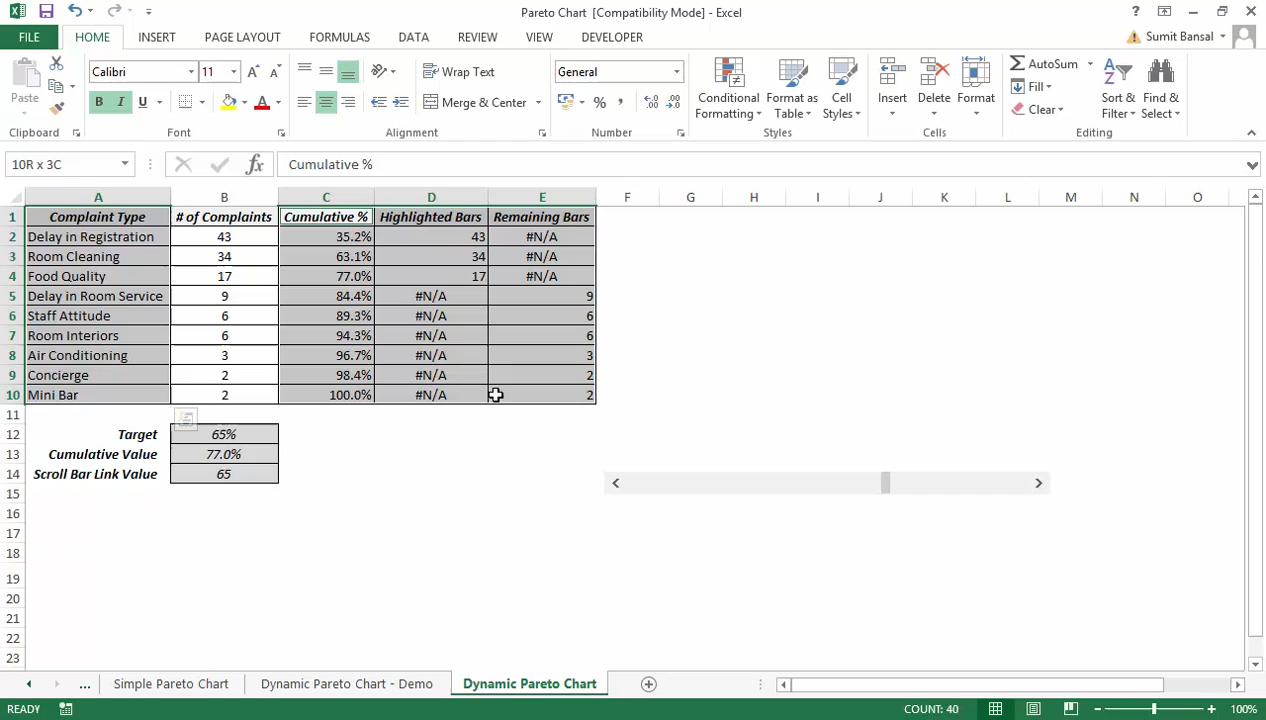 Pareto Chart [Compatibility Mode] - Excel
?
FILE HOME INSERT PAGE LAYOUT FORMULAS DATA REVIEW VIEW DEVELOPER Sumit Bansal
Paste
Calibri 11
B I U
Wrap Text
Merge & Center
General
Conditional Formatting
Format as Table
Cell Styles
Insert
Delete
Format
AutoSum
Fill
Clear
Sort & Filter
Find & Select
Clipboard Font Alignment Number Styles Cells Editing
10R x 3C fx Cumulative %
A B C D E F G H I J K L M N O
1 Complaint Type # of Complaints Cumulative % Highlighted Bars Remaining Bars
2 Delay in Registration 43 35.2% 43 #N/A
3 Room Cleaning 34 63.1% 34 #N/A
4 Food Quality 17 77.0% 17 #N/A
5 Delay in Room Service 9 84.4% #N/A 9
6 Staff Attitude 6 89.3% #N/A 6
7 Room Interiors 6 94.3% #N/A 6
8 Air Conditioning 3 96.7% #N/A 3
9 Concierge 2 98.4% #N/A 2
10 Mini Bar 2 100.0% #N/A 2
11
12 Target 65%
13 Cumulative Value 77.0%
14 Scroll Bar Link Value 65
15
16
17
18
19
20
21
22
23
... Simple Pareto Chart Dynamic Pareto Chart - Demo Dynamic Pareto Chart
READY COUNT: 40 100%